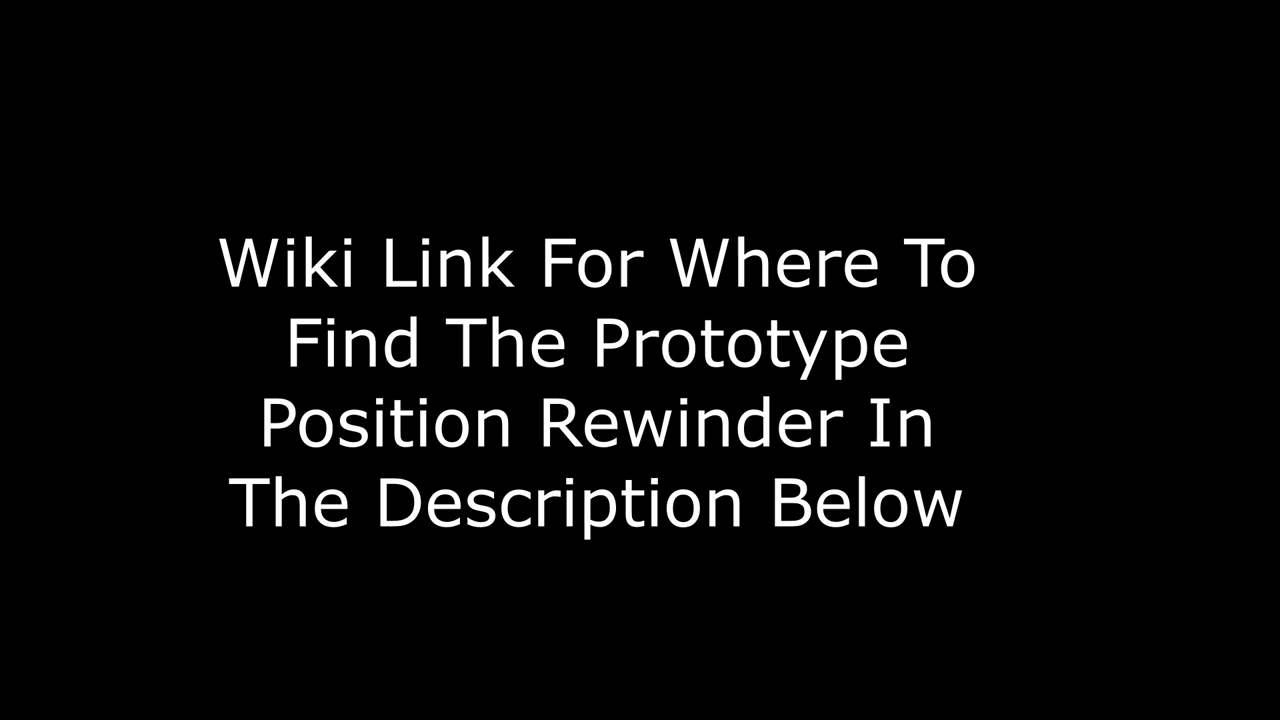 Wiki Link For Where To
Find The Prototype
Position Rewinder In
The Description Below